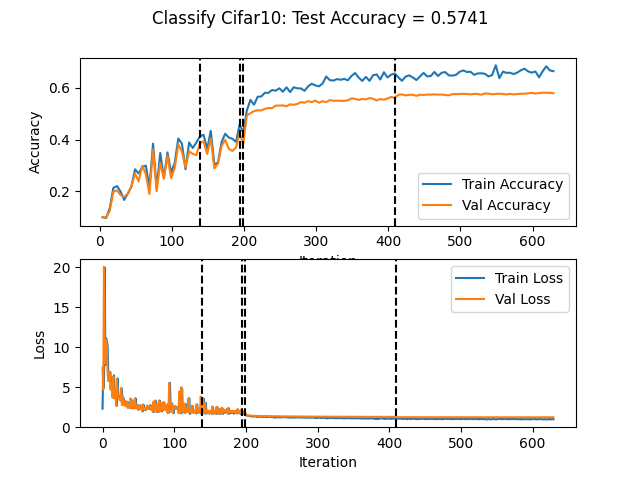 Classify Cifar10: Test Accuracy = 0.5741
Accuracy
0.6
0.4
0.2
Train Accuracy
Val Accuracy
0 100 200 300 400 500 600
Iteration
Loss
20
15
10
5
0
Train Loss
Val Loss
0 100 200 300 400 500 600
Iteration